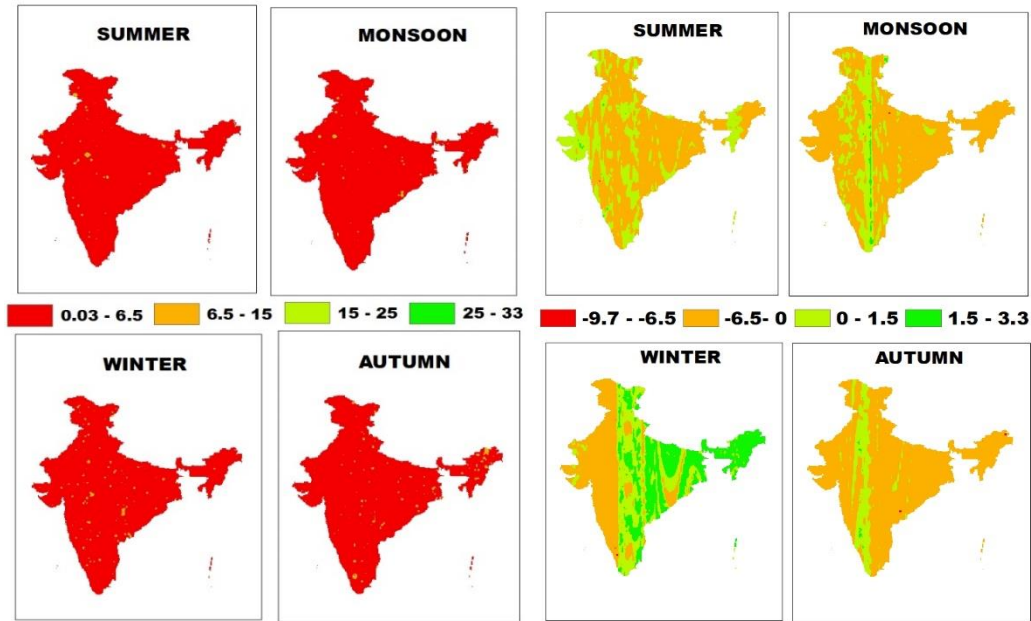 SUMMER
MONSOON
SUMMER
MONSOON
0.03 - 6.5
6.5 - 15
15 - 25
25 - 33
-9.7 - -6.5
-6.5- 0
0 - 1.5
1.5 - 3.3
WINTER
AUTUMN
WINTER
AUTUMN